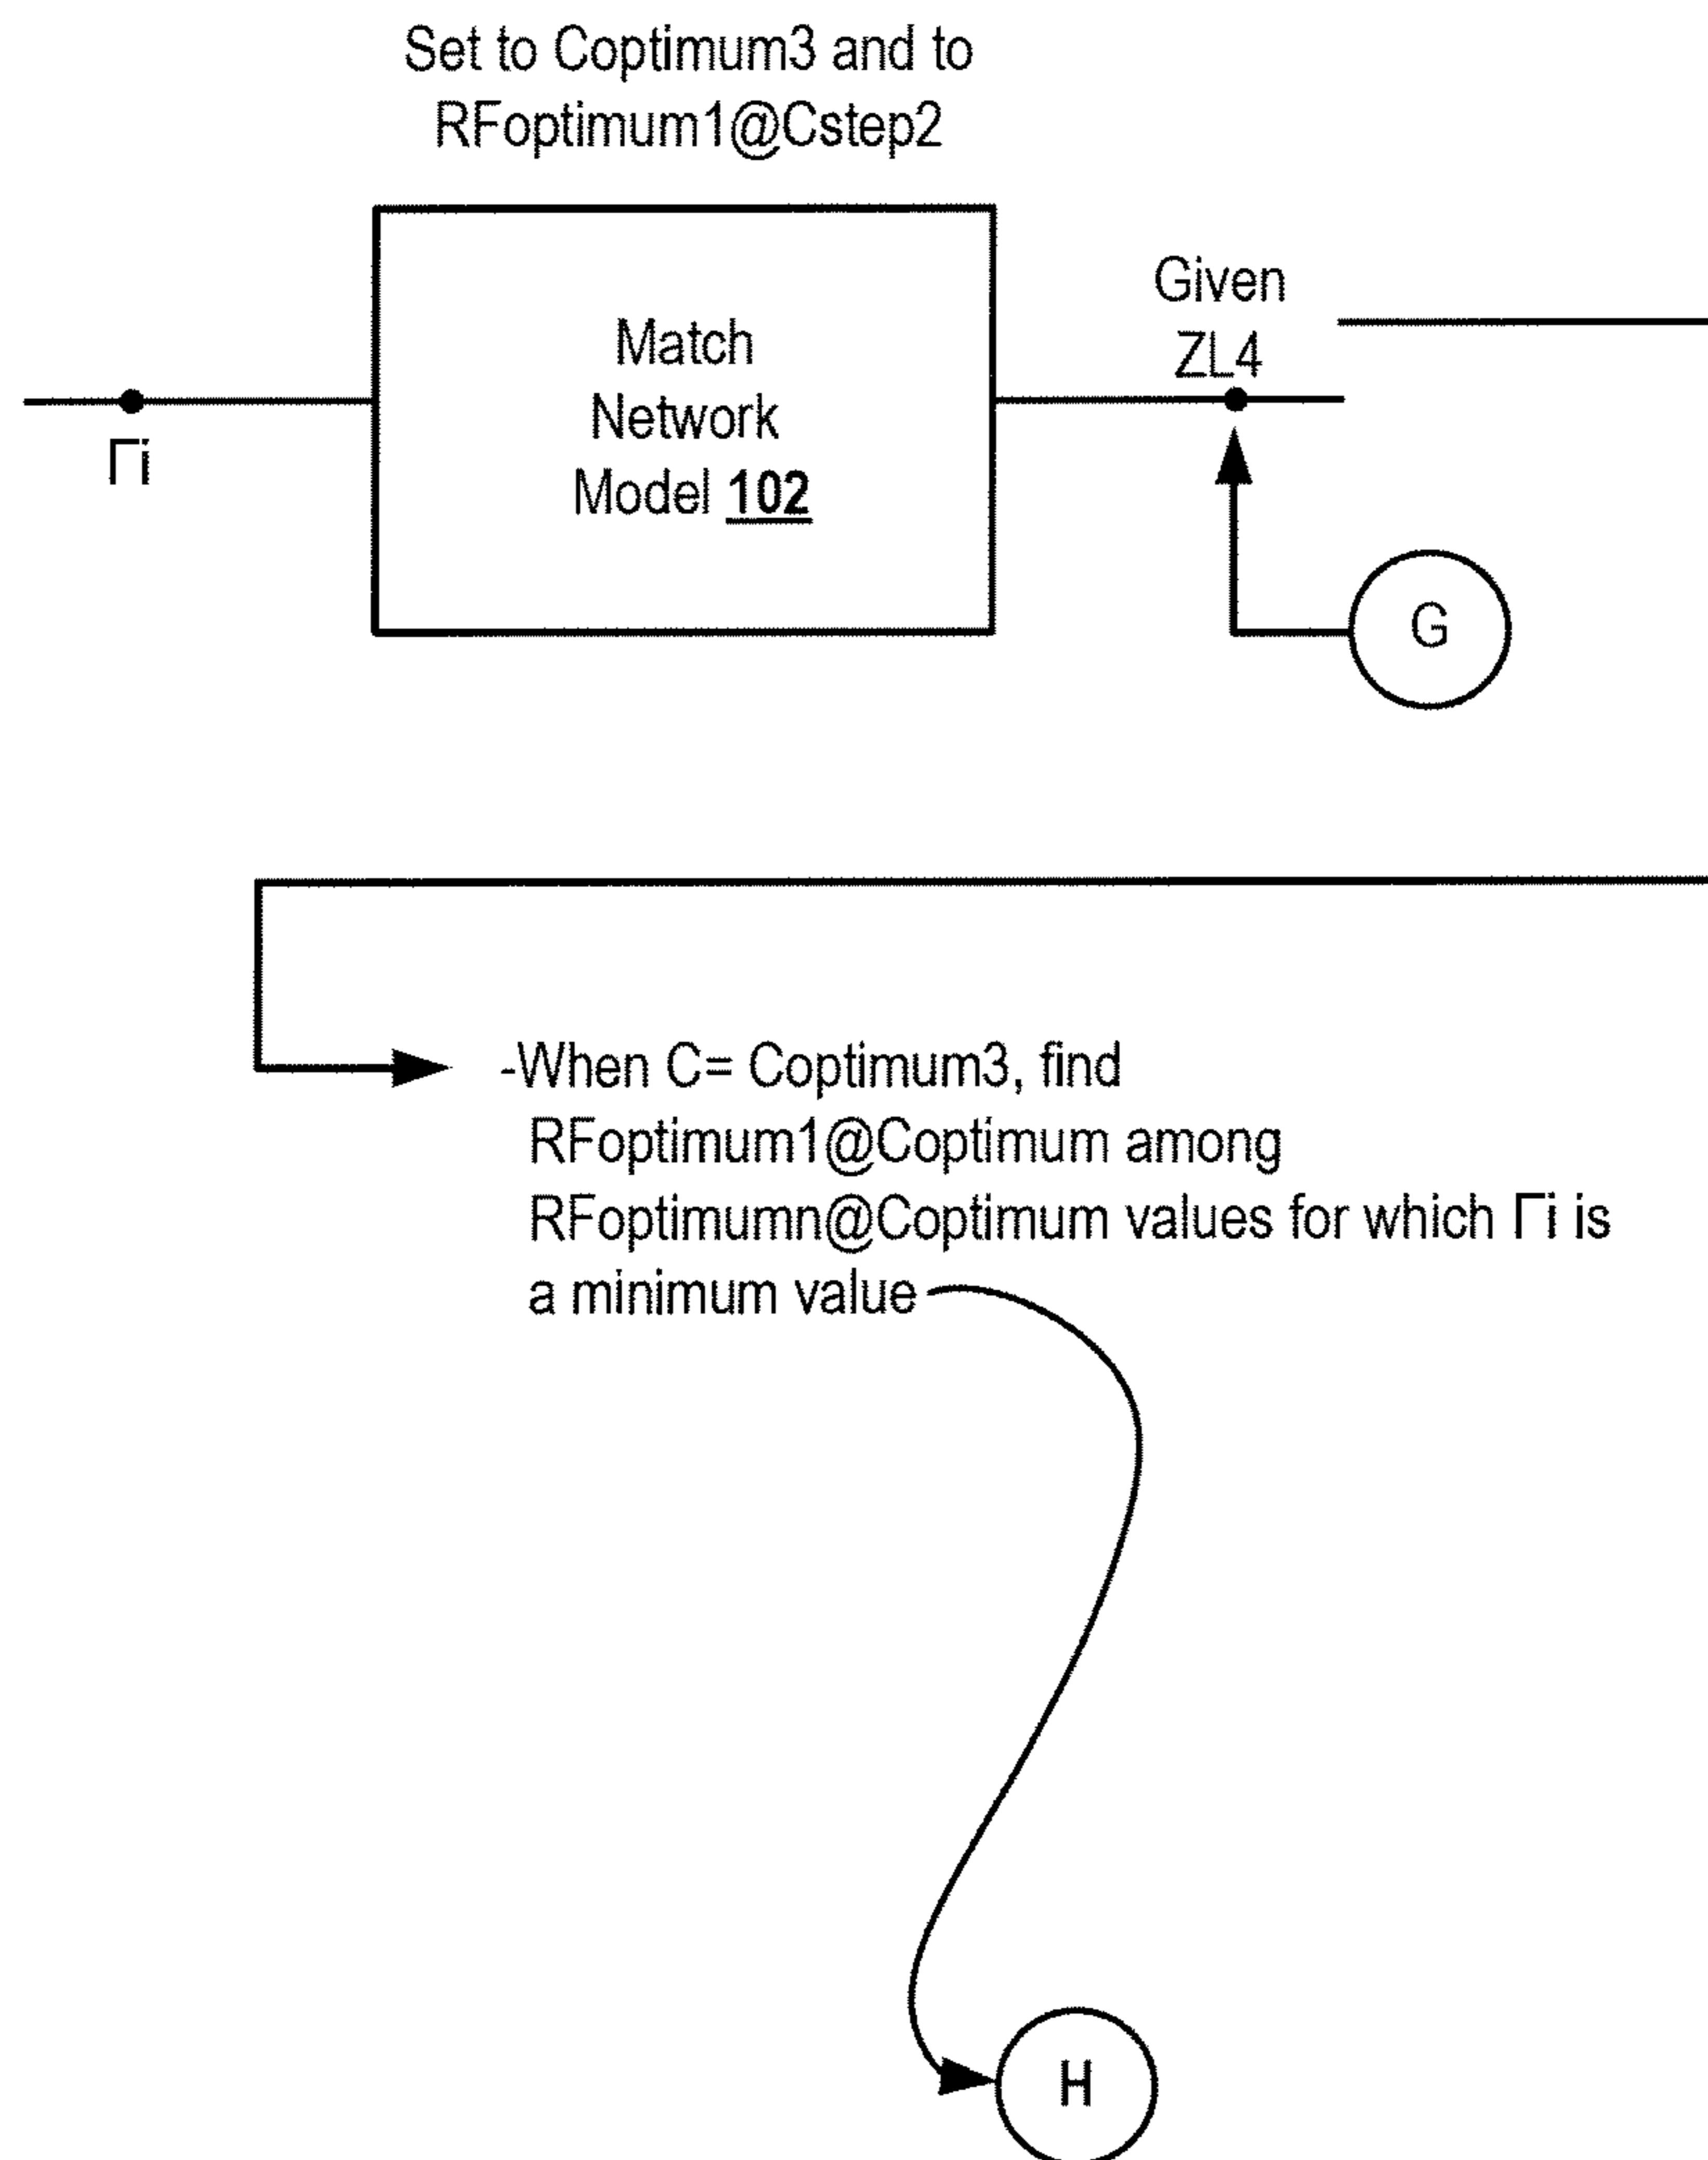 Set to Coptimum3 and to
RFoptimum1@Cstep2
Match
Network
Model 102
Given
ZL4
Γi
G
-When C= Coptimum3, find
RFoptimum1@Coptimum among
RFoptimumn@Coptimum values for which Γi is
a minimum value
H